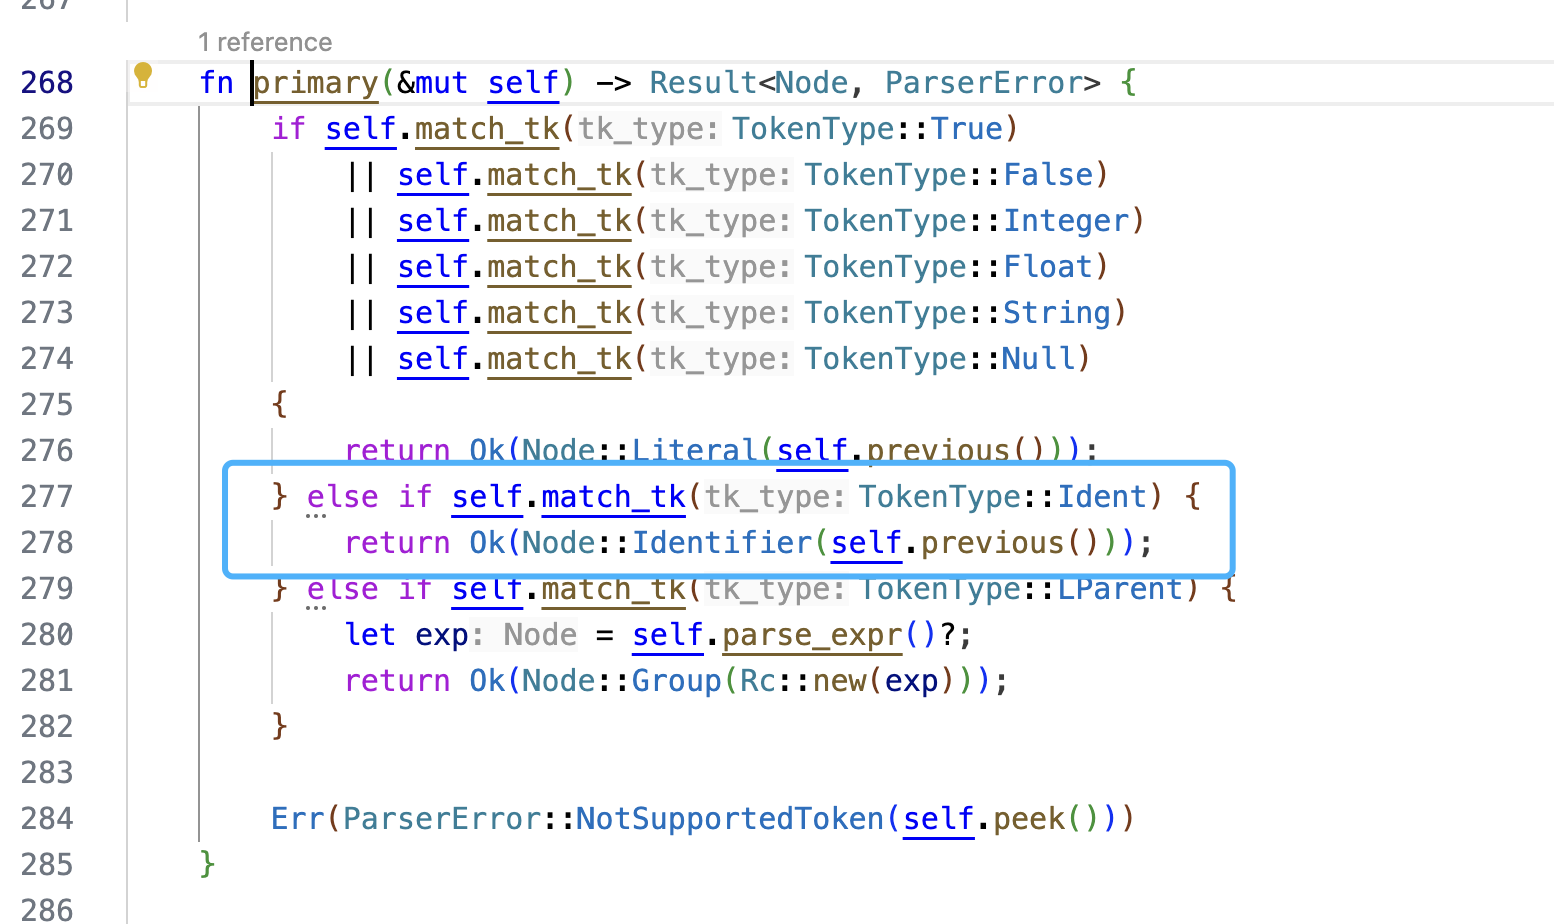 267
1 reference
268 fn primary(&mut self) -> Result<Node, ParserError> {
269 if self.match_tk(tk_type: TokenType::True)
270 || self.match_tk(tk_type: TokenType::False)
271 || self.match_tk(tk_type: TokenType::Integer)
272 || self.match_tk(tk_type: TokenType::Float)
273 || self.match_tk(tk_type: TokenType::String)
274 || self.match_tk(tk_type: TokenType::Null)
275 {
276 return Ok(Node::Literal(self.previous()));
277 } else if self.match_tk(tk_type: TokenType::Ident) {
278 return Ok(Node::Identifier(self.previous()));
279 } else if self.match_tk(tk_type: TokenType::LParent) {
280 let exp: Node = self.parse_expr()?;
281 return Ok(Node::Group(Rc::new(exp)));
282 }
283
284 Err(ParserError::NotSupportedToken(self.peek()))
285 }
286